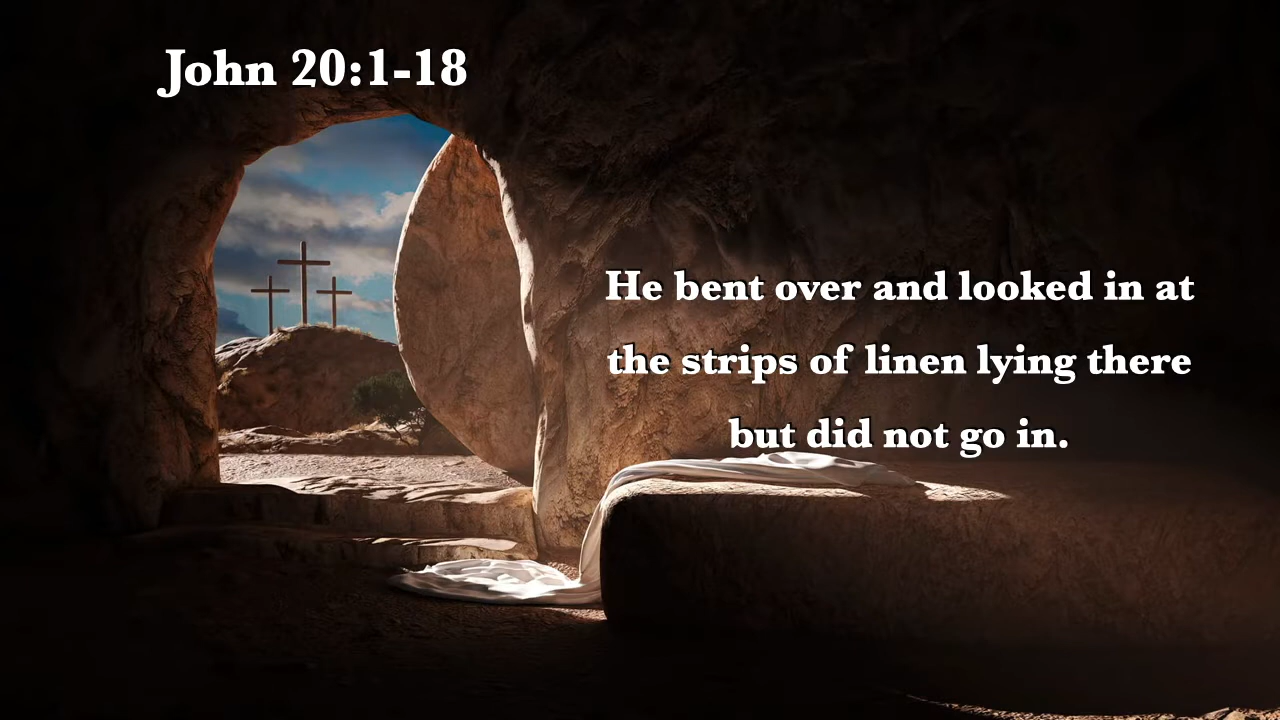 John 20:1-18
He bent over and looked in at
the strips of linen lying there
but did not go in.